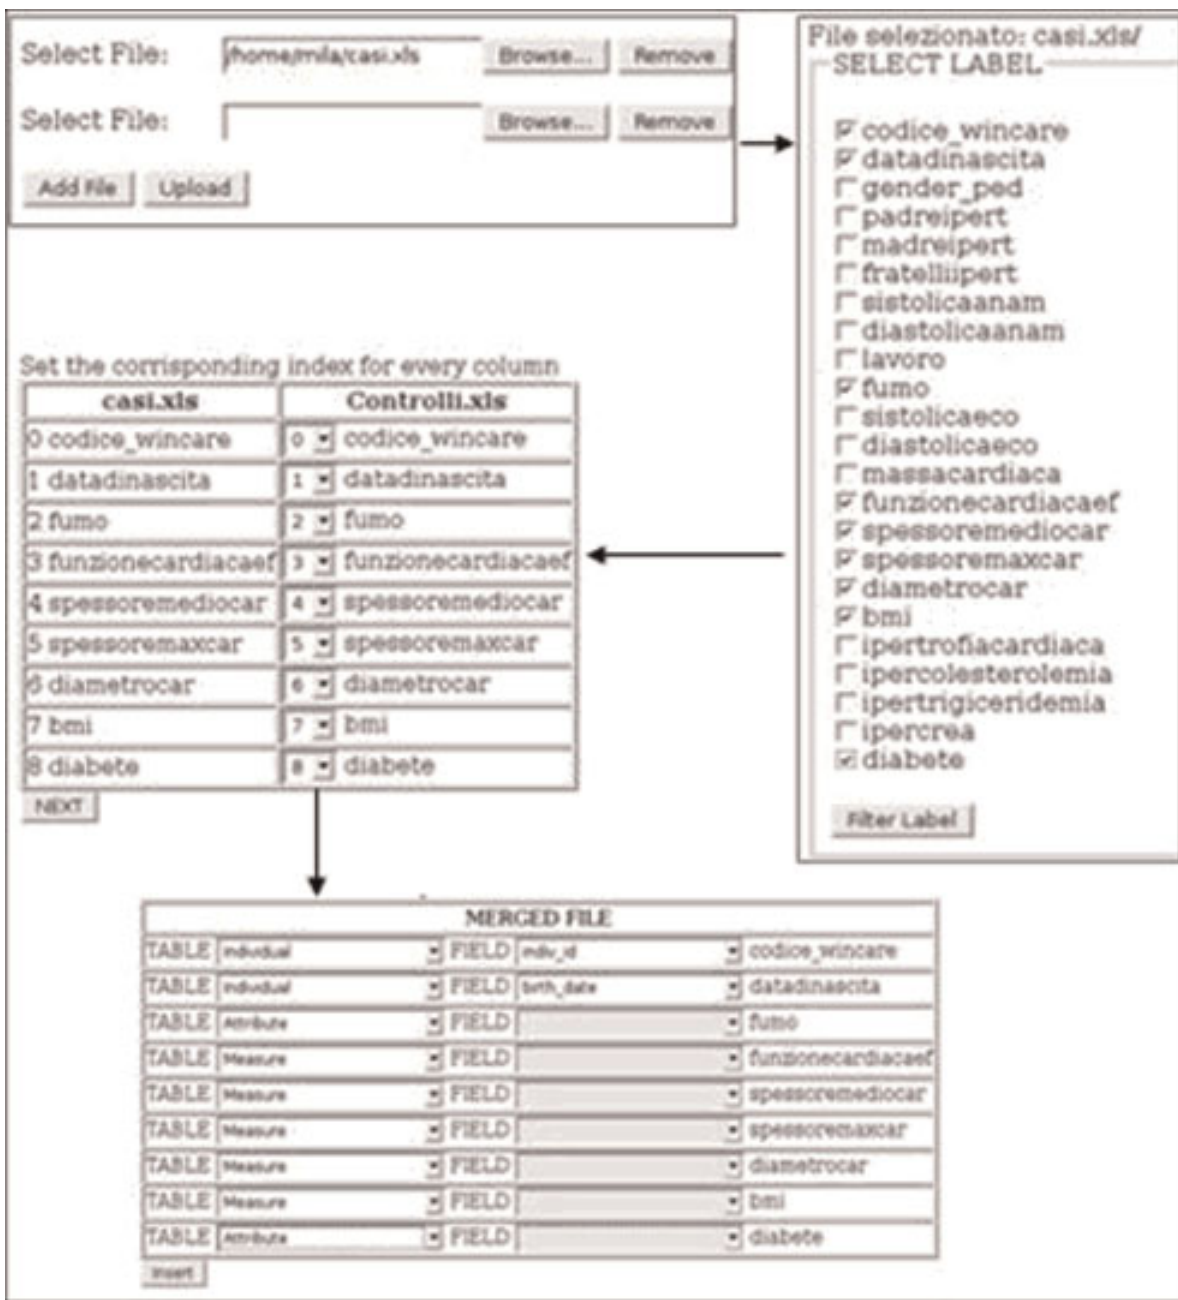 Select File: /home/mila/casi.xls Browse... Remove
Select File: Browse... Remove
Add File Upload
File selezionato: casi.xls/
SELECT LABEL
codice_wincare
datadinascita
gender_ped
padreipert
madreipert
fratelliipert
sistolicaanam
diastolicaanam
lavoro
fumo
sistolicaeco
diastolicaeco
massacardiaca
funzionecardiacaef
spessoremediocar
spessoremaxcar
diametrocar
bmi
ipertrofiacardiaca
ipercolesterolemia
ipertrigiceridemia
ipercrea
diabete
Filter Label
Set the corrisponding index for every column
casi.xls Controlli.xls
0 codice_wincare 0 codice_wincare
1 datadinascita 1 datadinascita
2 fumo 2 fumo
3 funzionecardiacaef 3 funzionecardiacaef
4 spessoremediocar 4 spessoremediocar
5 spessoremaxcar 5 spessoremaxcar
6 diametrocar 6 diametrocar
7 bmi 7 bmi
8 diabete 8 diabete
NEXT
MERGED FILE
TABLE Individual FIELD indiv_id codice_wincare
TABLE Individual FIELD birth_date datadinascita
TABLE Attribute FIELD fumo
TABLE Measure FIELD funzionecardiacaef
TABLE Measure FIELD spessoremediocar
TABLE Measure FIELD spessoremaxcar
TABLE Measure FIELD diametrocar
TABLE Measure FIELD bmi
TABLE Attribute FIELD diabete
Insert